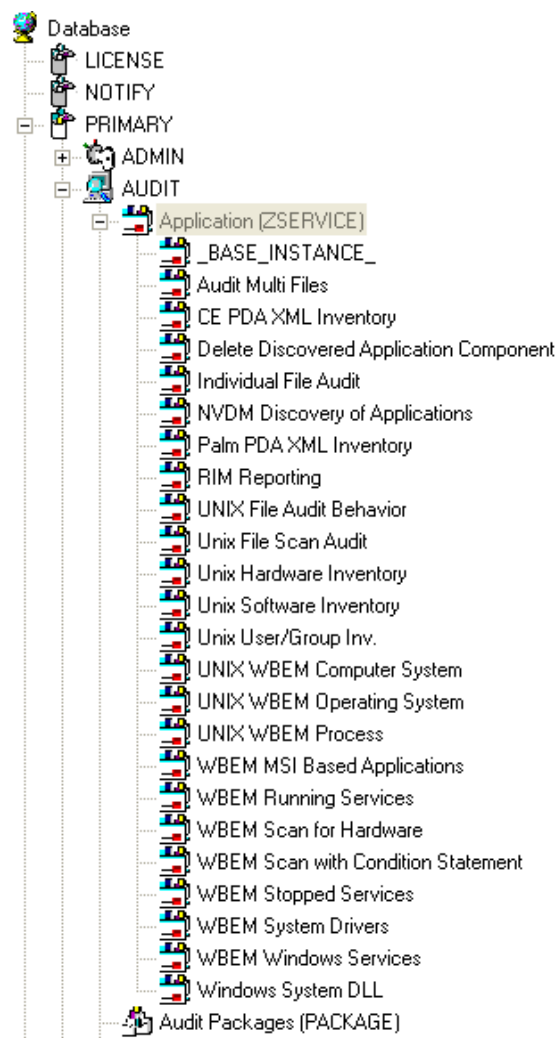 Database
LICENSE
NOTIFY
PRIMARY
ADMIN
AUDIT
Application (ZSERVICE)
_BASE_INSTANCE_
Audit Multi Files
CE PDA XML Inventory
Delete Discovered Application Component
Individual File Audit
NVDM Discovery of Applications
Palm PDA XML Inventory
RIM Reporting
UNIX File Audit Behavior
Unix File Scan Audit
Unix Hardware Inventory
Unix Software Inventory
Unix User/Group Inv.
UNIX WBEM Computer System
UNIX WBEM Operating System
UNIX WBEM Process
WBEM MSI Based Applications
WBEM Running Services
WBEM Scan for Hardware
WBEM Scan with Condition Statement
WBEM Stopped Services
WBEM System Drivers
WBEM Windows Services
Windows System DLL
Audit Packages (PACKAGE)